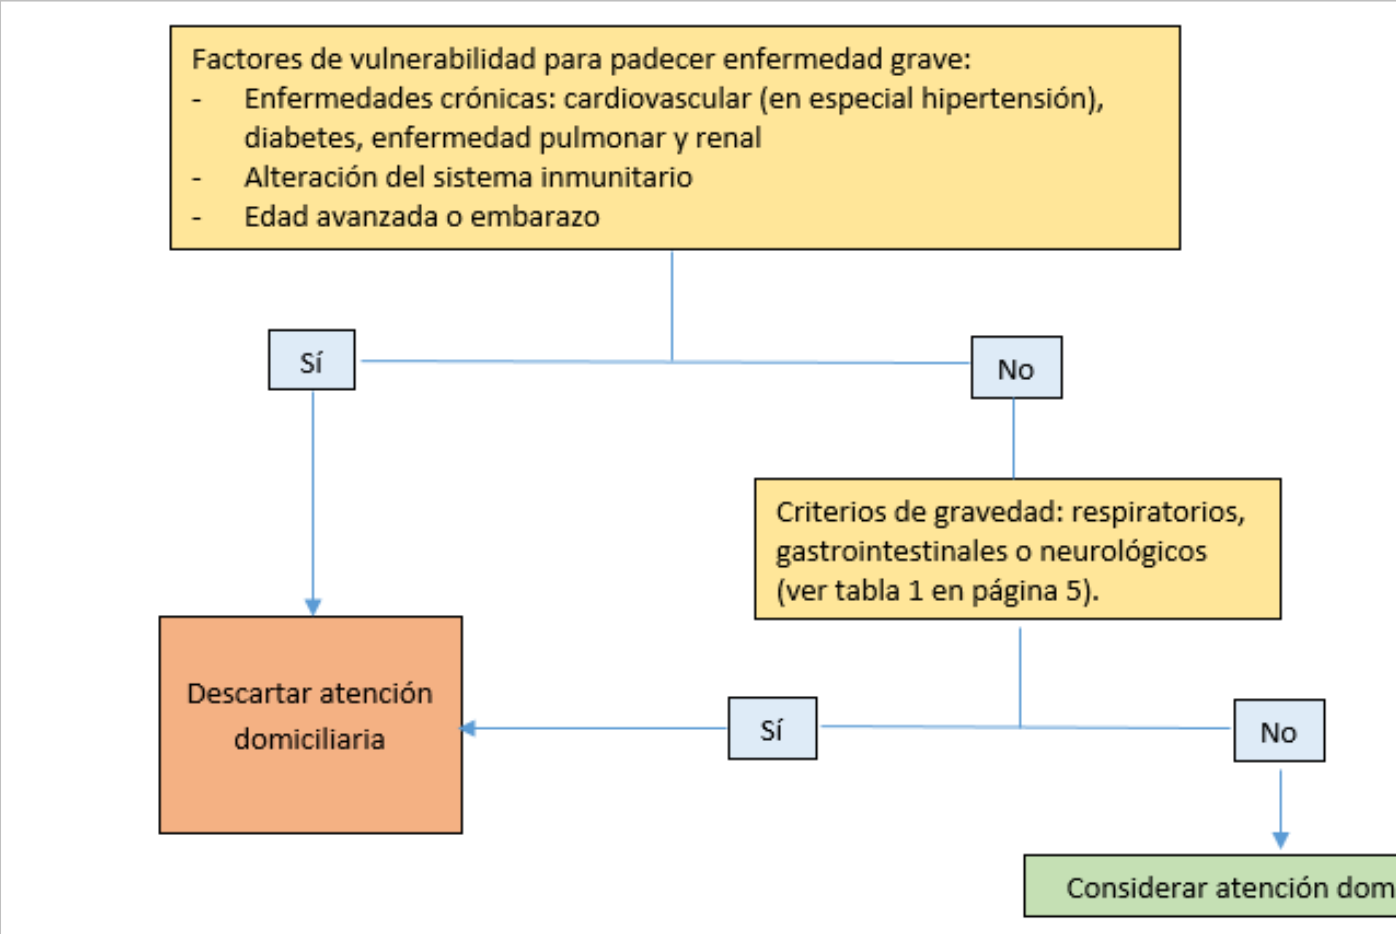 Factores de vulnerabilidad para padecer enfermedad grave:
- Enfermedades crónicas: cardiovascular (en especial hipertensión),
diabetes, enfermedad pulmonar y renal
- Alteración del sistema inmunitario
- Edad avanzada o embarazo
Sí
No
Criterios de gravedad: respiratorios,
gastrointestinales o neurológicos
(ver tabla 1 en página 5).
Descartar atención
domiciliaria
Sí
No
Considerar atención dom